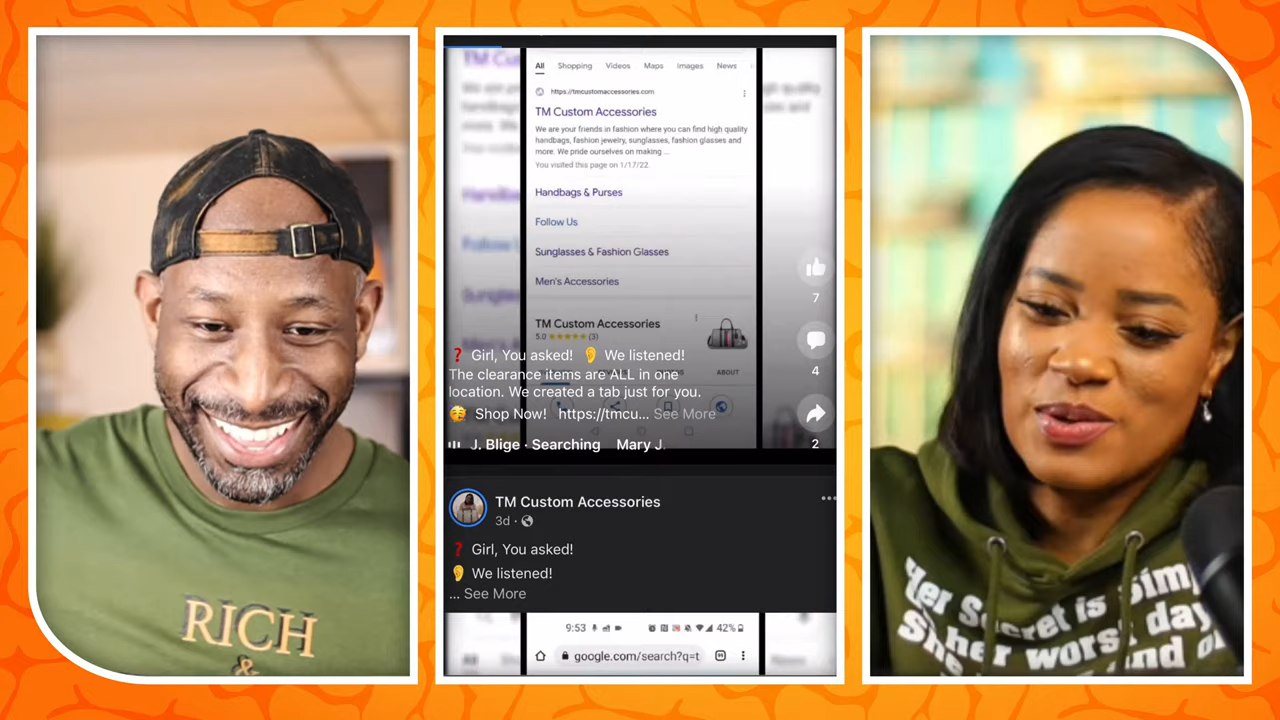 RICH
&
All Shopping Videos Maps Images News
https://tmcustomaccessories.com
TM Custom Accessories
We are your friends in fashion where you can find high quality
handbags, fashion jewelry, sunglasses, fashion glasses and
more. We pride ourselves on making ...
You visited this page on 1/17/22.
Handbags & Purses
Follow Us
Sunglasses & Fashion Glasses
Men's Accessories
TM Custom Accessories
5.0 ★★★★★ (3)
ABOUT
7
4
2
❓ Girl, You asked! 👂 We listened!
The clearance items are ALL in one
location. We created a tab just for you.
🥳 Shop Now! https://tmcu... See More
J. Blige · Searching Mary J.
TM Custom Accessories
3d ·
❓ Girl, You asked!
👂 We listened!
... See More
9:53 42%
google.com/search?q=t
Her Secret is
day
her worst
and